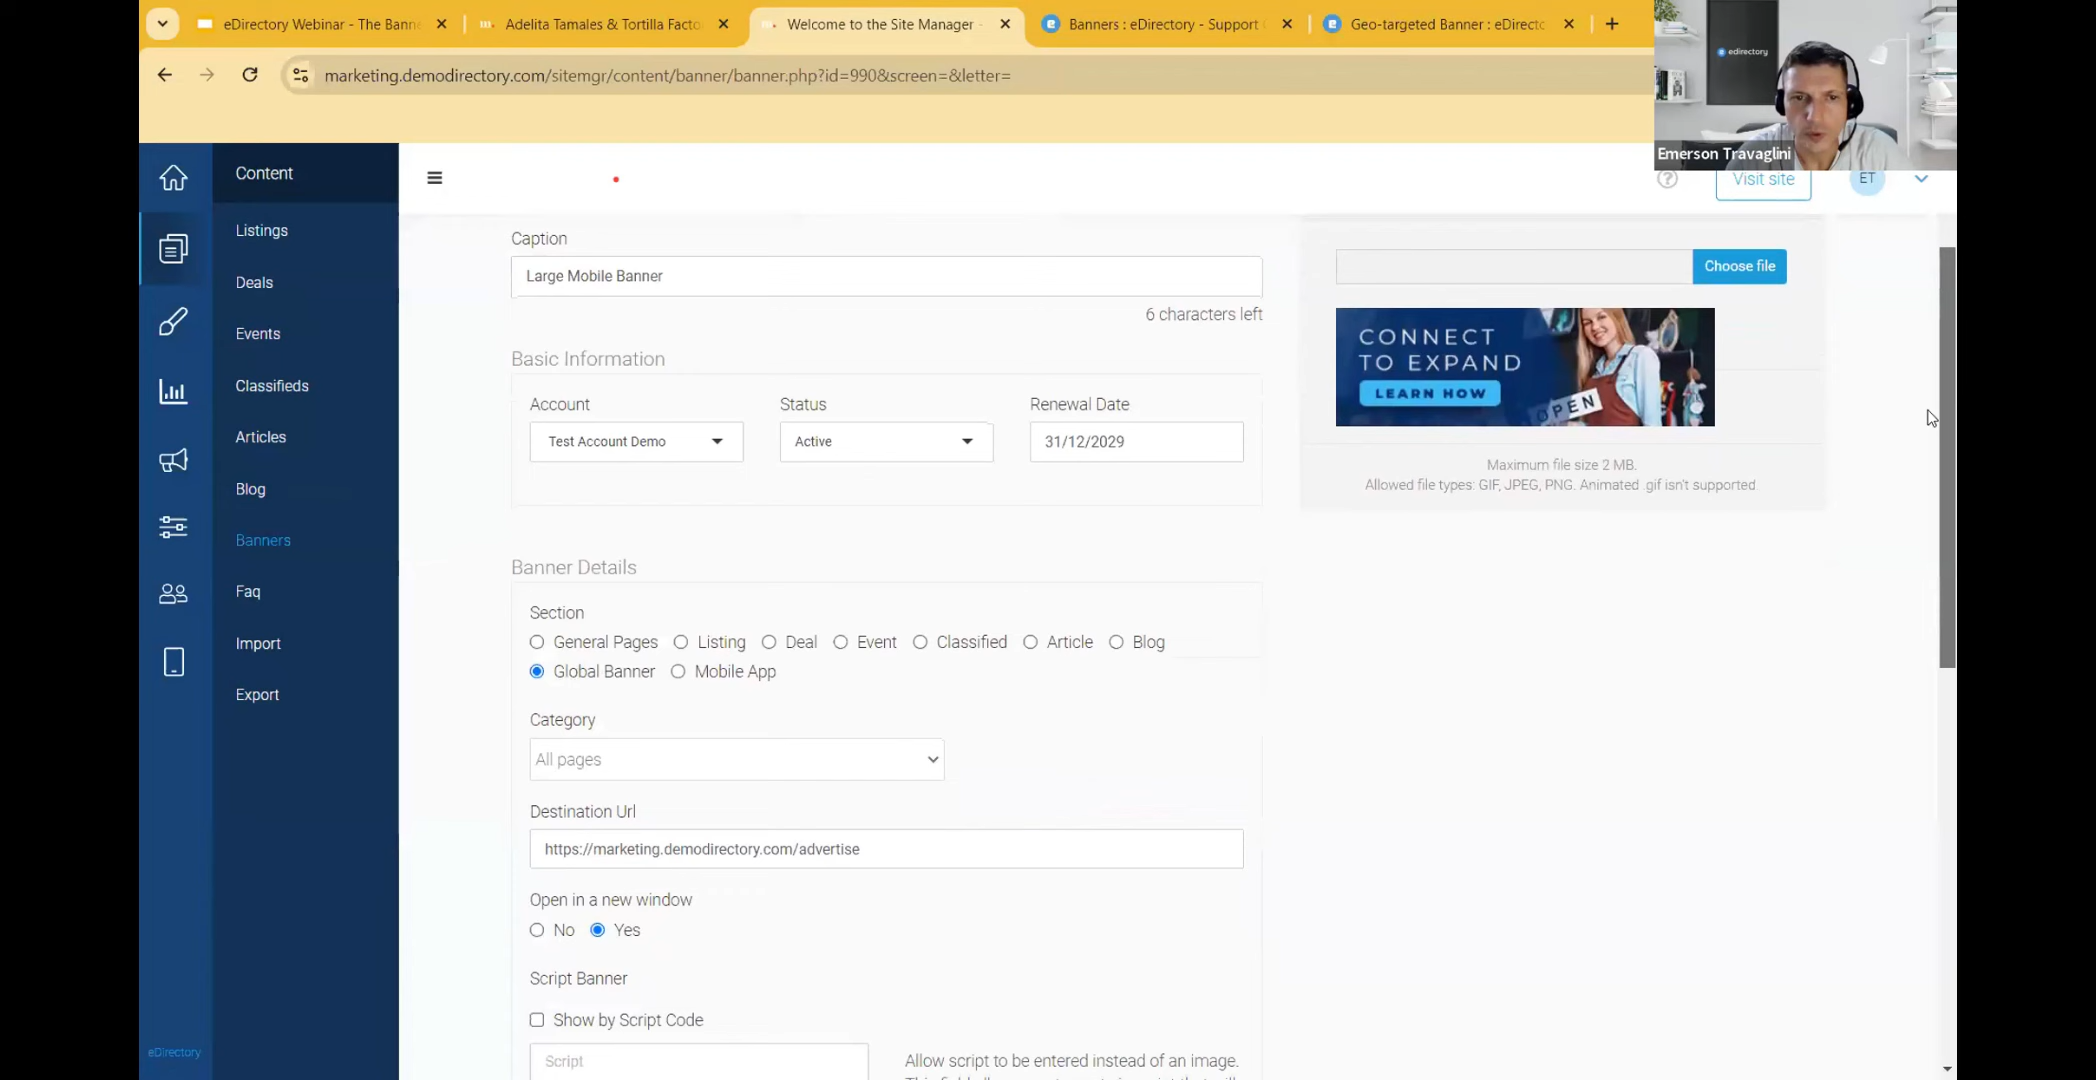 eDirectory Webinar - The Banne
Adelita Tamales & Tortilla Facto
Welcome to the Site Manager -
Banners : eDirectory - Support
Geo-targeted Banner : eDirecto
marketing.demodirectory.com/sitemgr/content/banner/banner.php?id=990&screen=&letter=
edirectory
Emerson Travaglini
Content
Listings
Deals
Events
Classifieds
Articles
Blog
Banners
Faq
Import
Export
eDirectory
Visit site
ET
Caption
Large Mobile Banner
6 characters left
Basic Information
Account
Status
Renewal Date
Test Account Demo
Active
31/12/2029
Banner Details
Section
General Pages Listing Deal Event Classified Article Blog
Global Banner Mobile App
Category
All pages
Destination Url
https://marketing.demodirectory.com/advertise
Open in a new window
No Yes
Script Banner
Show by Script Code
Script
Allow script to be entered instead of an image.
Choose file
CONNECT
TO EXPAND
LEARN HOW
OPEN
Maximum file size 2 MB.
Allowed file types: GIF, JPEG, PNG. Animated .gif isn't supported